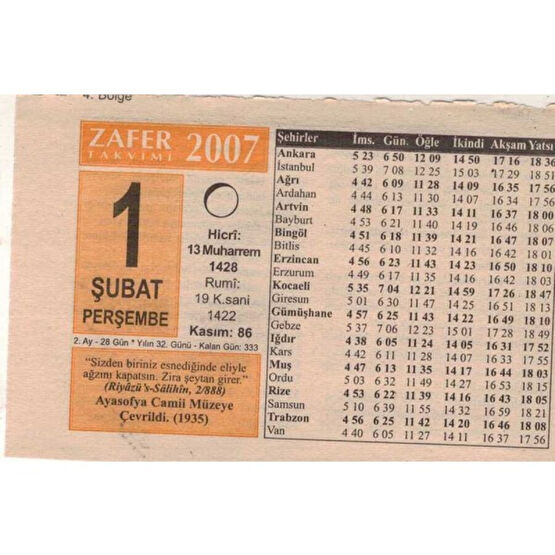 4. Bölge
ZAFER
TAKVİMİ
2007
1
ŞUBAT
PERŞEMBE
Hicrî:
13 Muharrem
1428
Rumî:
19 K.sani
1422
Kasım: 86
2. Ay - 28 Gün * Yılın 32. Günü - Kalan Gün: 333
“Sizden biriniz esnediğinde eliyle
ağzını kapatsın. Zira şeytan girer.”
(Riyâzü's-Sâlihîn, 2/888)
Ayasofya Camii Müzeye
Çevrildi. (1935)
Şehirler İms. Gün. Öğle İkindi Akşam Yatsı
Ankara 5 23 6 50 12 09 14 50 17 16 18 36
İstanbul 5 39 7 08 12 25 15 03 17 29 18 51
Ağrı 4 42 6 09 11 28 14 09 16 35 17 56
Ardahan 4 44 6 13 11 30 14 07 16 34 17 56
Artvin 4 48 6 17 11 33 14 11 16 37 18 00
Bayburt 4 53 6 21 11 40 14 19 16 46 18 06
Bingöl 4 51 6 18 11 39 14 21 16 47 18 07
Bitlis 4 45 6 10 11 32 14 16 16 42 18 01
Erzincan 4 56 6 23 11 43 14 23 16 50 18 10
Erzurum 4 49 6 17 11 35 14 16 16 42 18 03
Kocaeli 5 35 7 04 12 21 14 59 17 26 18 47
Giresun 5 01 6 30 11 47 14 25 16 51 18 13
Gümüşhane 4 57 6 25 11 43 14 22 16 49 18 10
Gebze 5 37 7 06 12 23 15 01 17 28 18 49
Iğdır 4 38 6 05 11 24 14 05 16 31 17 52
Kars 4 42 6 11 11 28 14 07 16 33 17 55
Muş 4 47 6 13 11 35 14 17 16 44 18 03
Ordu 5 03 6 32 11 49 14 27 16 53 18 15
Rize 4 53 6 22 11 39 14 16 16 43 18 05
Samsun 5 10 6 39 11 55 14 32 16 59 18 21
Trabzon 4 56 6 25 11 42 14 20 16 46 18 08
Van 4 40 6 05 11 27 14 11 16 37 17 56